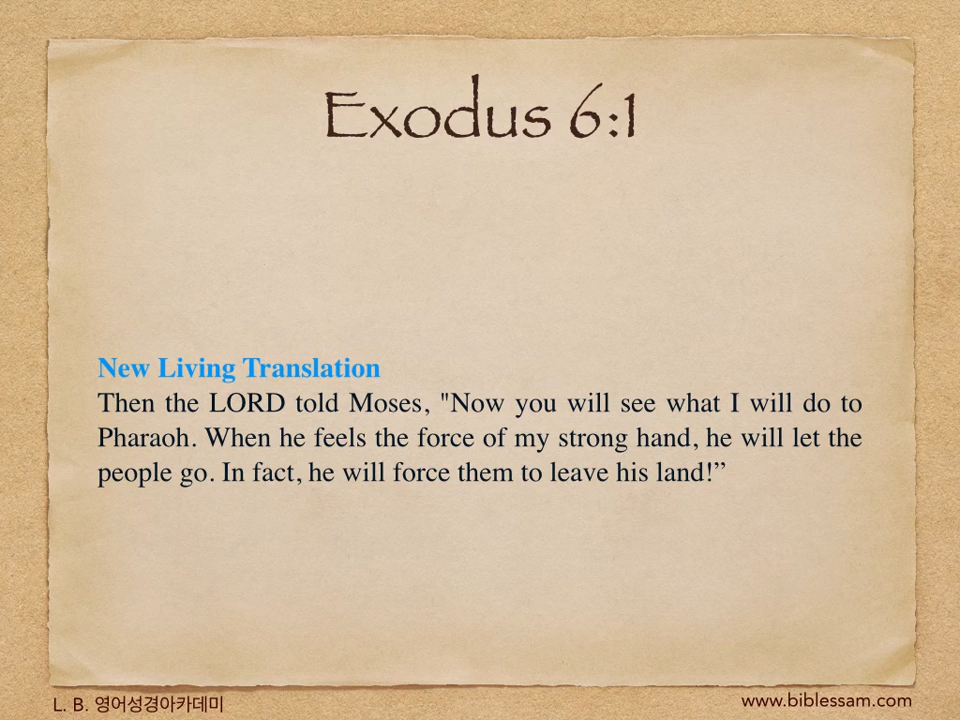 Exodus 6:1
New Living Translation
Then the LORD told Moses, "Now you will see what I will do to
Pharaoh. When he feels the force of my strong hand, he will let the
people go. In fact, he will force them to leave his land!”
L. B. 영어성경아카데미
www.biblessam.com